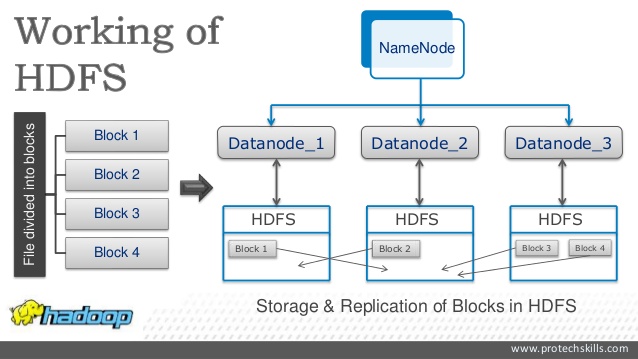 Working of
HDFS
NameNode
File divided into blocks
Block 1
Block 2
Block 3
Block 4
Datanode_1
Datanode_2
Datanode_3
HDFS
HDFS
HDFS
Block 1
Block 2
Block 3
Block 4
Storage & Replication of Blocks in HDFS
hadoop
www.protechskills.com